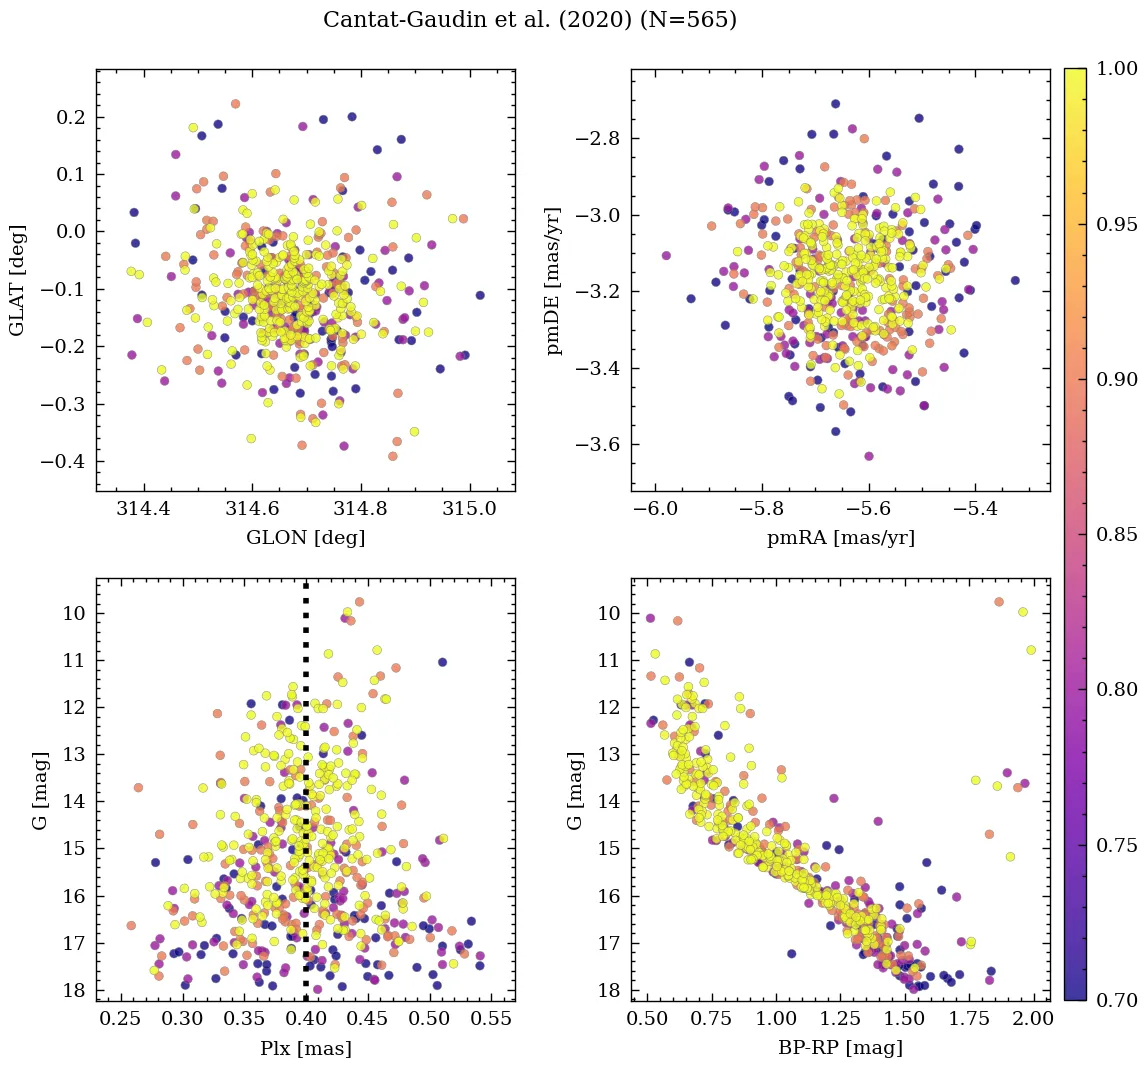 Cantat-Gaudin et al. (2020) (N=565)
0.2
0.1
0.0
−0.1
−0.2
−0.3
−0.4
GLAT [deg]
314.4 314.6 314.8 315.0
GLON [deg]
−2.8
−3.0
−3.2
−3.4
−3.6
pmDE [mas/yr]
−6.0 −5.8 −5.6 −5.4
pmRA [mas/yr]
10
11
12
13
14
15
16
17
18
G [mag]
0.25 0.30 0.35 0.40 0.45 0.50 0.55
Plx [mas]
10
11
12
13
14
15
16
17
18
G [mag]
0.50 0.75 1.00 1.25 1.50 1.75 2.00
BP-RP [mag]
1.00
0.95
0.90
0.85
0.80
0.75
0.70